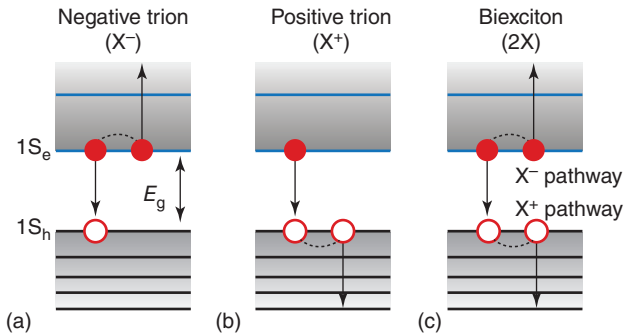 Negative trion
(X⁻)
Positive trion
(X⁺)
Biexciton
(2X)
1Sₑ
E_g
1Sₕ
X⁻ pathway
X⁺ pathway
(a)
(b)
(c)